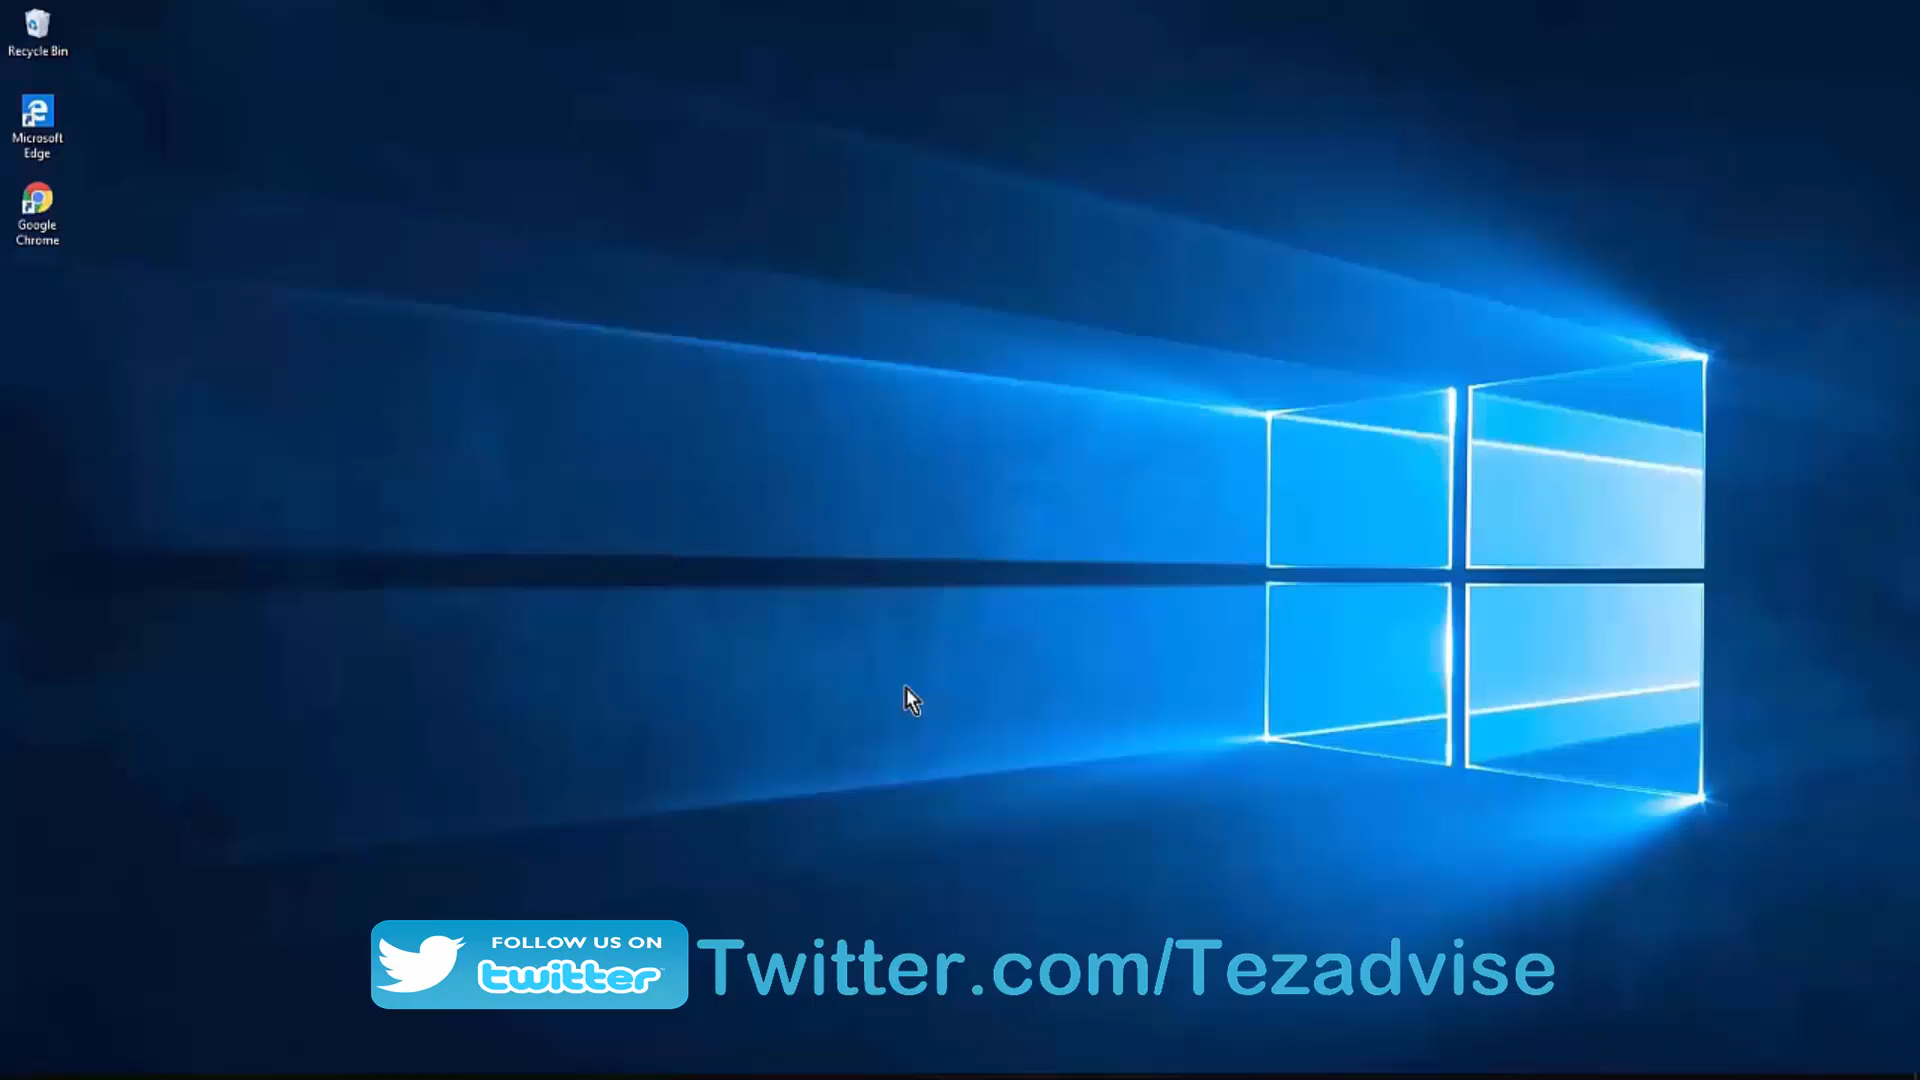 Recycle Bin
Microsoft
Edge
Google
Chrome
FOLLOW US ON
twitter
Twitter.com/Tezadvise